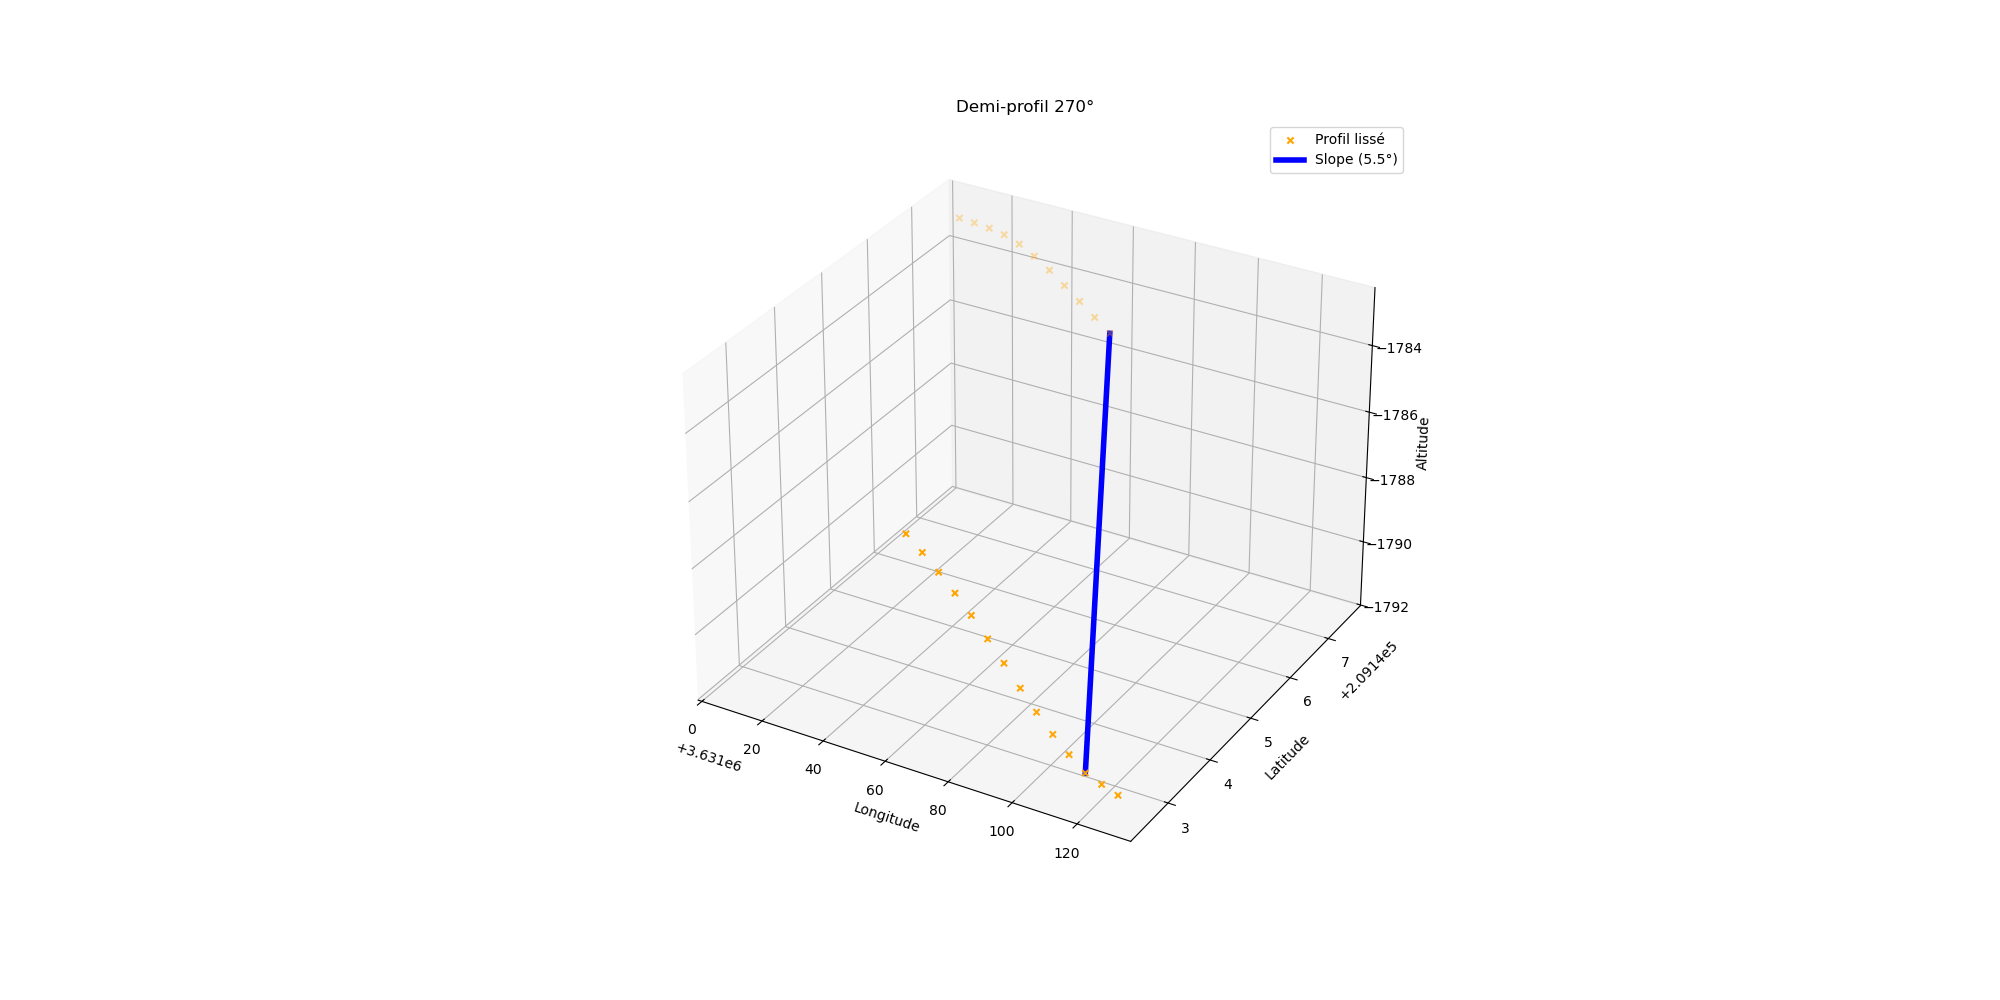 Demi-profil 270°
Profil lissé
Slope (5.5°)
−1784
−1786
Altitude
−1788
−1790
−1792
7
+2.0914e5
6
5
Latitude
4
3
0
+3.631e6
20
40
60
Longitude
80
100
120